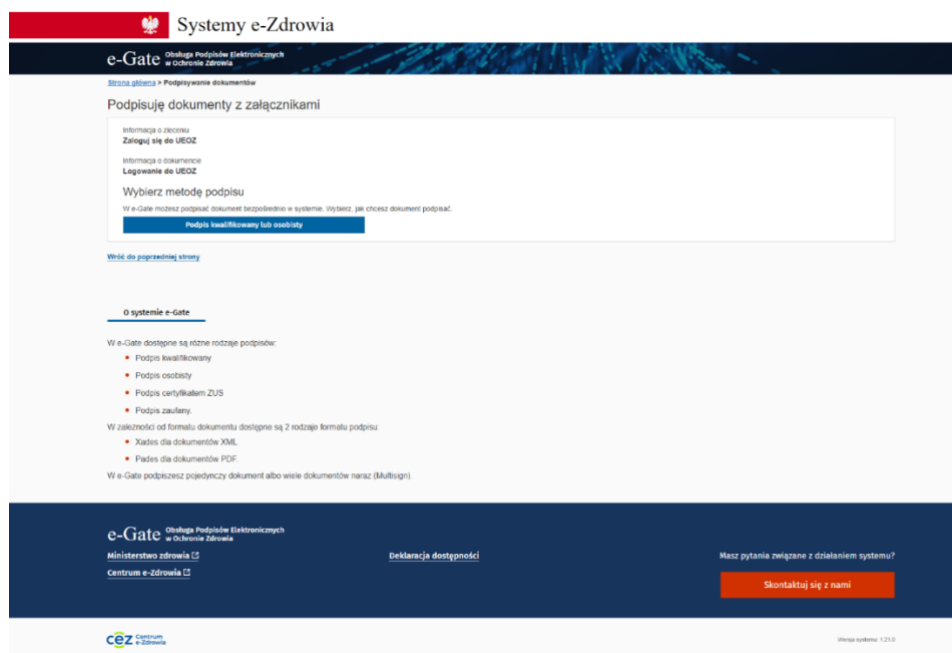 Systemy e-Zdrowia
e-Gate Obsługa Podpisów Elektronicznych
w Ochronie Zdrowia
Strona główna > Podpisywanie dokumentów
Podpisuję dokumenty z załącznikami
Informacja o zleceniu
Zaloguj się do UEOZ
Informacja o dokumencie
Logowanie do UEOZ
Wybierz metodę podpisu
W e-Gate możesz podpisać dokument bezpośrednio w systemie. Wybierz, jak chcesz dokument podpisać.
Podpis kwalifikowany lub osobisty
Wróć do poprzedniej strony
O systemie e-Gate
W e-Gate dostępne są różne rodzaje podpisów:
Podpis kwalifikowany
Podpis osobisty
Podpis certyfikatem ZUS
Podpis zaufany.
W zależności od formatu dokumentu dostępne są 2 rodzaje formatu podpisu:
Xades dla dokumentów XML
Pades dla dokumentów PDF.
W e-Gate podpiszesz pojedynczy dokument albo wiele dokumentów naraz (Multisign).
e-Gate Obsługa Podpisów Elektronicznych
w Ochronie Zdrowia
Ministerstwo zdrowia
Centrum e-Zdrowia
Deklaracja dostępności
Masz pytania związane z działaniem systemu?
Skontaktuj się z nami
cez Centrum
e-Zdrowia
Wersja systemu: 1.21.0